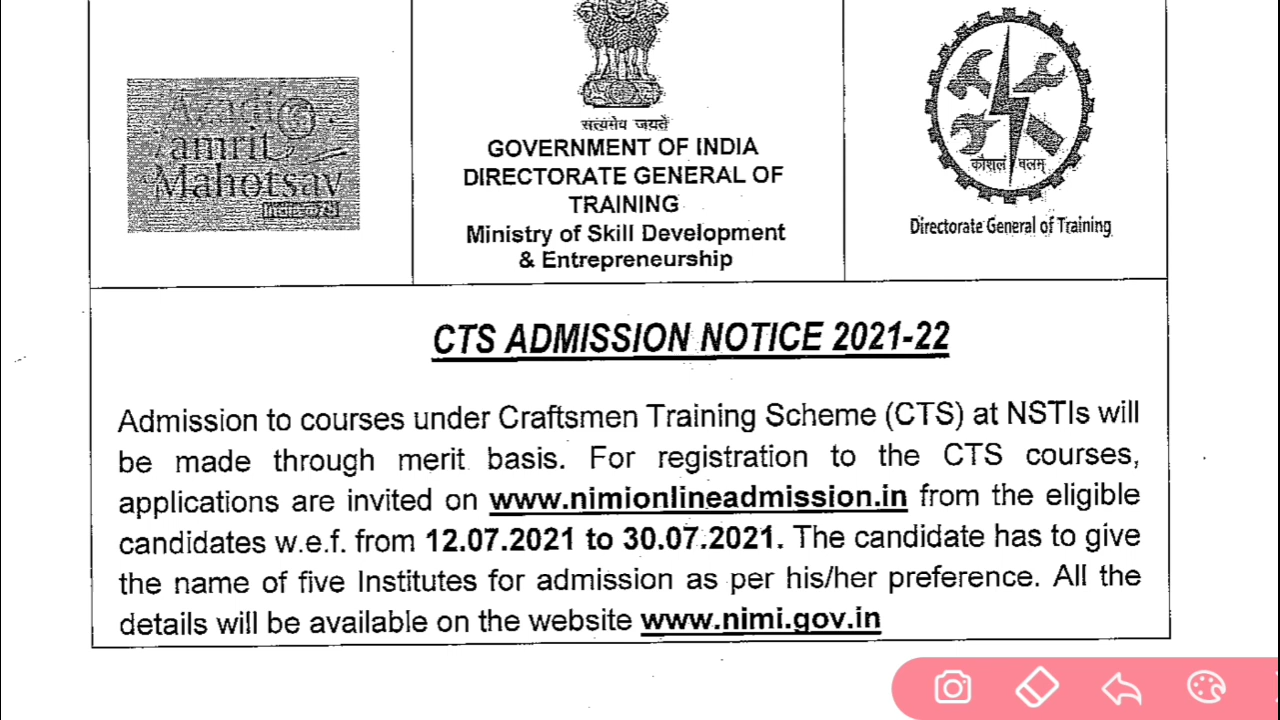 Azadi
amrit
Mahotsav
सत्यमेव जयते
GOVERNMENT OF INDIA
DIRECTORATE GENERAL OF
TRAINING
Ministry of Skill Development
& Entrepreneurship
कौशलं बलम्
Directorate General of Training
CTS ADMISSION NOTICE 2021-22
Admission to courses under Craftsmen Training Scheme (CTS) at NSTIs will
be made through merit basis. For registration to the CTS courses,
applications are invited on www.nimionlineadmission.in from the eligible
candidates w.e.f. from 12.07.2021 to 30.07.2021. The candidate has to give
the name of five Institutes for admission as per his/her preference. All the
details will be available on the website www.nimi.gov.in